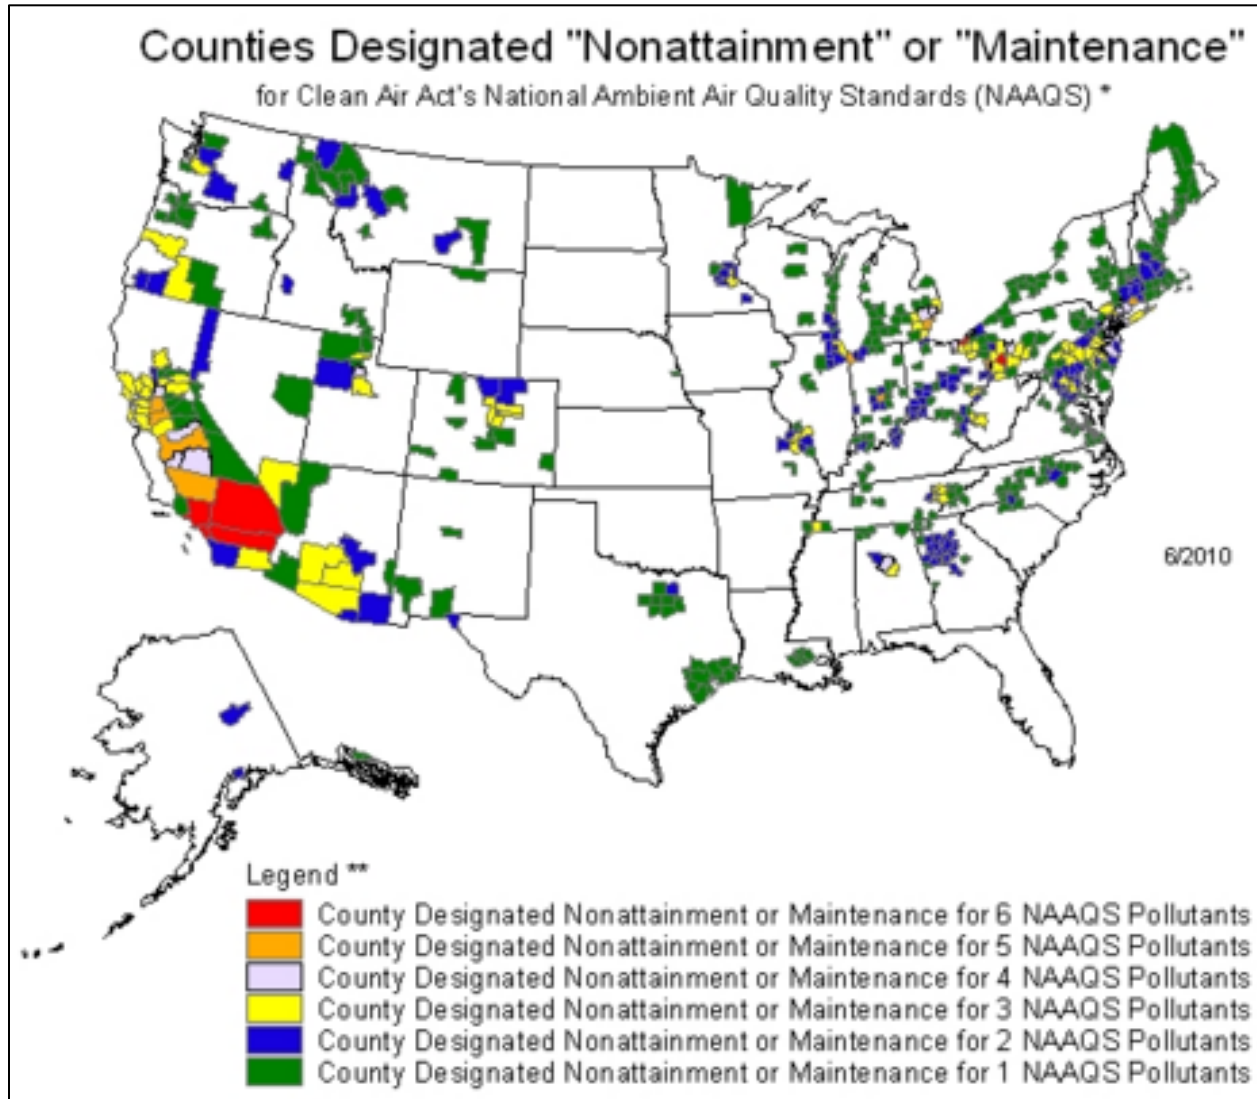 Counties Designated "Nonattainment" or "Maintenance"
for Clean Air Act's National Ambient Air Quality Standards (NAAQS) *
6/2010
Legend **
County Designated Nonattainment or Maintenance for 6 NAAQS Pollutants
County Designated Nonattainment or Maintenance for 5 NAAQS Pollutants
County Designated Nonattainment or Maintenance for 4 NAAQS Pollutants
County Designated Nonattainment or Maintenance for 3 NAAQS Pollutants
County Designated Nonattainment or Maintenance for 2 NAAQS Pollutants
County Designated Nonattainment or Maintenance for 1 NAAQS Pollutants